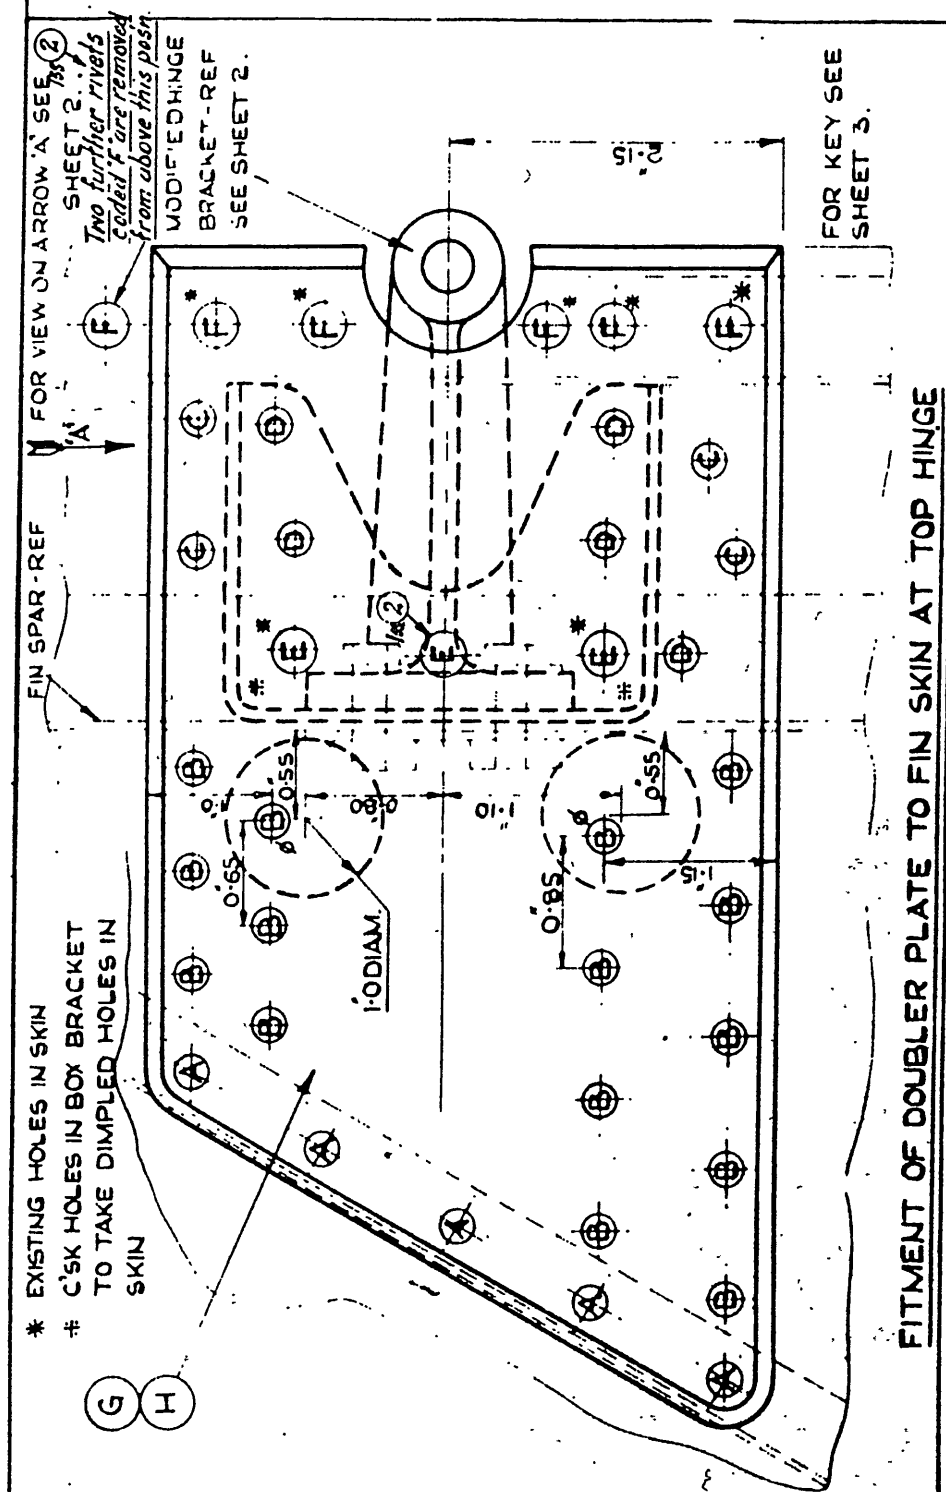 * EXISTING HOLES IN SKIN
⌗ C'SK HOLES IN BOX BRACKET
TO TAKE DIMPLED HOLES IN
SKIN
G
H
FIN SPAR-REF
FOR VIEW ON ARROW 'A' SEE
SHEET 2.
2
Two further rivets
coded 'F' are removed
from above this posn.
'A'
MODIFIED HINGE
BRACKET-REF
SEE SHEET 2.
A B B B C C F F * F *
B B B D D
0"·65
0"·55
1"·0
0"·80
1"·10
1"·0 DIAM.
⌗ E * E 2 E *
⌗
A A A A
B B B B B D D F * F *
0"·85
0"·55
1"·15
2"·15
B B B B B D C C F *
FOR KEY SEE
SHEET 3.
FITMENT OF DOUBLER PLATE TO FIN SKIN AT TOP HINGE